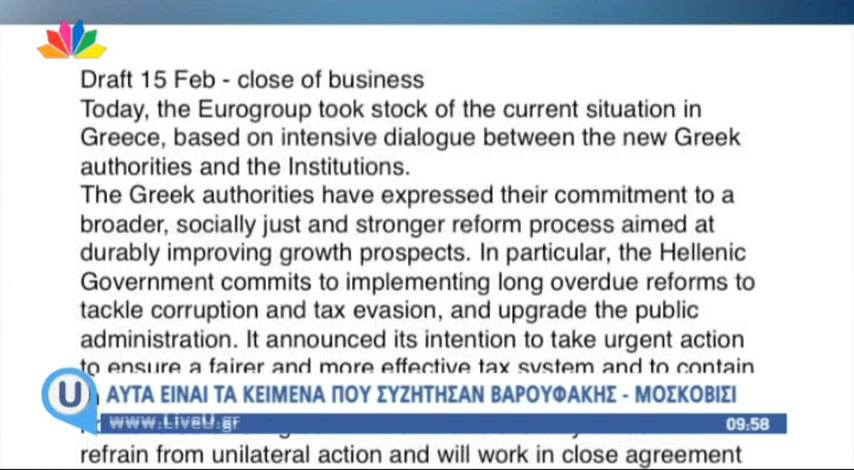 Draft 15 Feb - close of business
Today, the Eurogroup took stock of the current situation in
Greece, based on intensive dialogue between the new Greek
authorities and the Institutions.
The Greek authorities have expressed their commitment to a
broader, socially just and stronger reform process aimed at
durably improving growth prospects. In particular, the Hellenic
Government commits to implementing long overdue reforms to
tackle corruption and tax evasion, and upgrade the public
administration. It announced its intention to take urgent action
to ensure a fairer and more effective tax system and to contain
U ΑΥΤΑ ΕΙΝΑΙ ΤΑ ΚΕΙΜΕΝΑ ΠΟΥ ΣΥΖΗΤΗΣΑΝ ΒΑΡΟΥΦΑΚΗΣ - ΜΟΣΚΟΒΙΣΙ
www.LiveU.gr 09:58
refrain from unilateral action and will work in close agreement